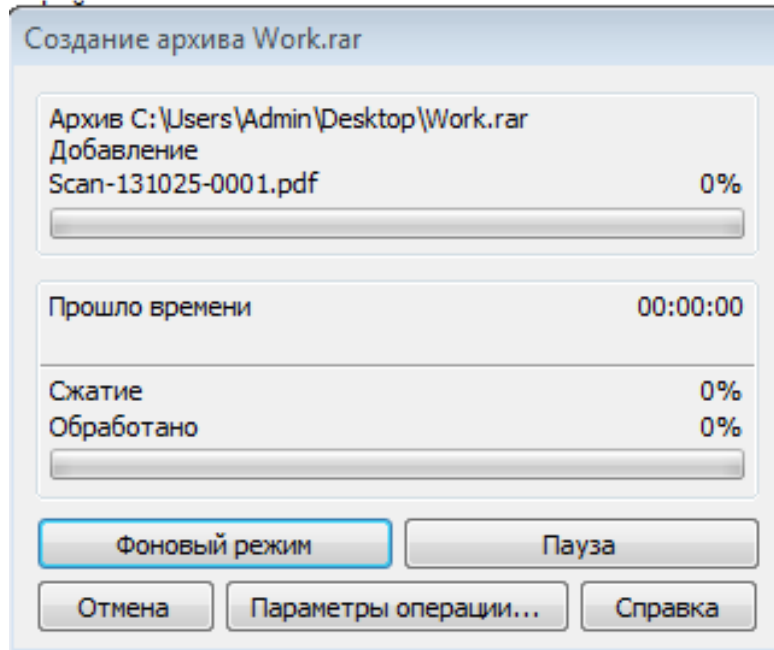 Создание архива Work.rar
Архив C:\Users\Admin\Desktop\Work.rar
Добавление
Scan-131025-0001.pdf 0%
Прошло времени 00:00:00
Сжатие 0%
Обработано 0%
Фоновый режим Пауза
Отмена Параметры операции... Справка